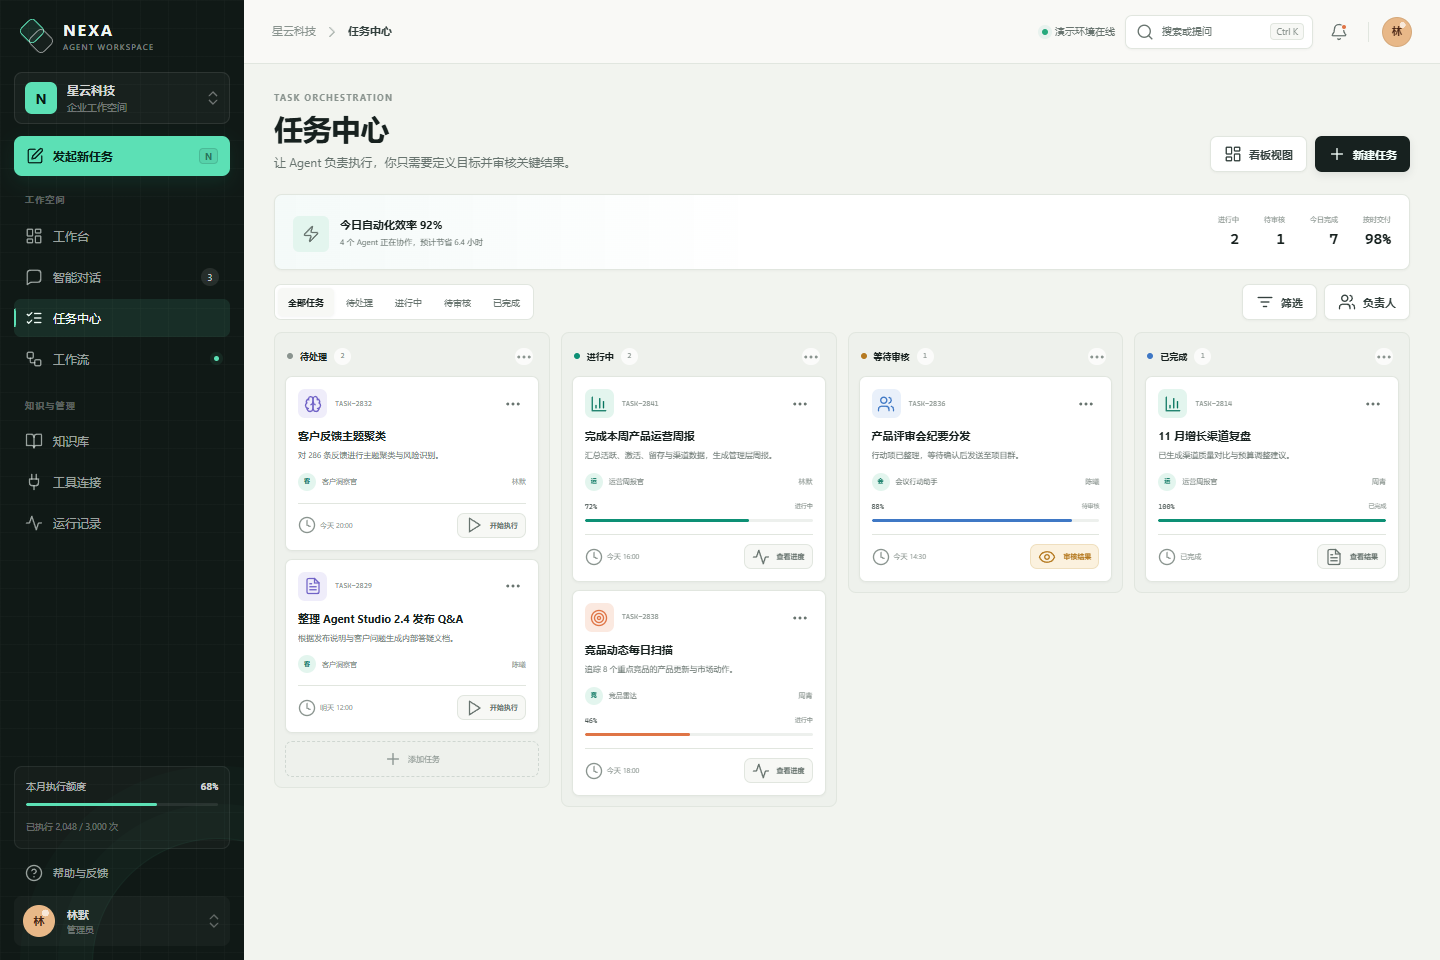 NEXA
AGENT WORKSPACE
N
星云科技
企业工作空间
发起新任务
N
工作空间
工作台
智能对话
3
任务中心
工作流
知识与管理
知识库
工具连接
运行记录
本月执行额度
68%
已执行 2,048 / 3,000 次
帮助与反馈
林
林默
管理员
星云科技
任务中心
演示环境在线
搜索或提问
Ctrl K
林
TASK ORCHESTRATION
任务中心
让 Agent 负责执行，你只需要定义目标并审核关键结果。
看板视图
新建任务
今日自动化效率 92%
4 个 Agent 正在协作，预计节省 6.4 小时
进行中
2
待审核
1
今日完成
7
按时交付
98%
全部任务
待处理
进行中
待审核
已完成
筛选
负责人
待处理
2
TASK-2832
客户反馈主题聚类
对 286 条反馈进行主题聚类与风险识别。
客
客户洞察官
林默
今天 20:00
开始执行
TASK-2829
整理 Agent Studio 2.4 发布 Q&A
根据发布说明与客户问题生成内部答疑文档。
客
客户洞察官
陈曦
明天 12:00
开始执行
添加任务
进行中
2
TASK-2841
完成本周产品运营周报
汇总活跃、激活、留存与渠道数据，生成管理层周报。
运
运营周报官
林默
72%
进行中
今天 16:00
查看进度
TASK-2838
竞品动态每日扫描
追踪 8 个重点竞品的产品更新与市场动作。
竞
竞品雷达
周青
46%
进行中
今天 18:00
查看进度
等待审核
1
TASK-2836
产品评审会纪要分发
行动项已整理，等待确认后发送至项目群。
会
会议行动助手
陈曦
88%
待审核
今天 14:30
审核结果
已完成
1
TASK-2814
11 月增长渠道复盘
已生成渠道质量对比与预算调整建议。
运
运营周报官
周青
100%
已完成
已完成
查看结果